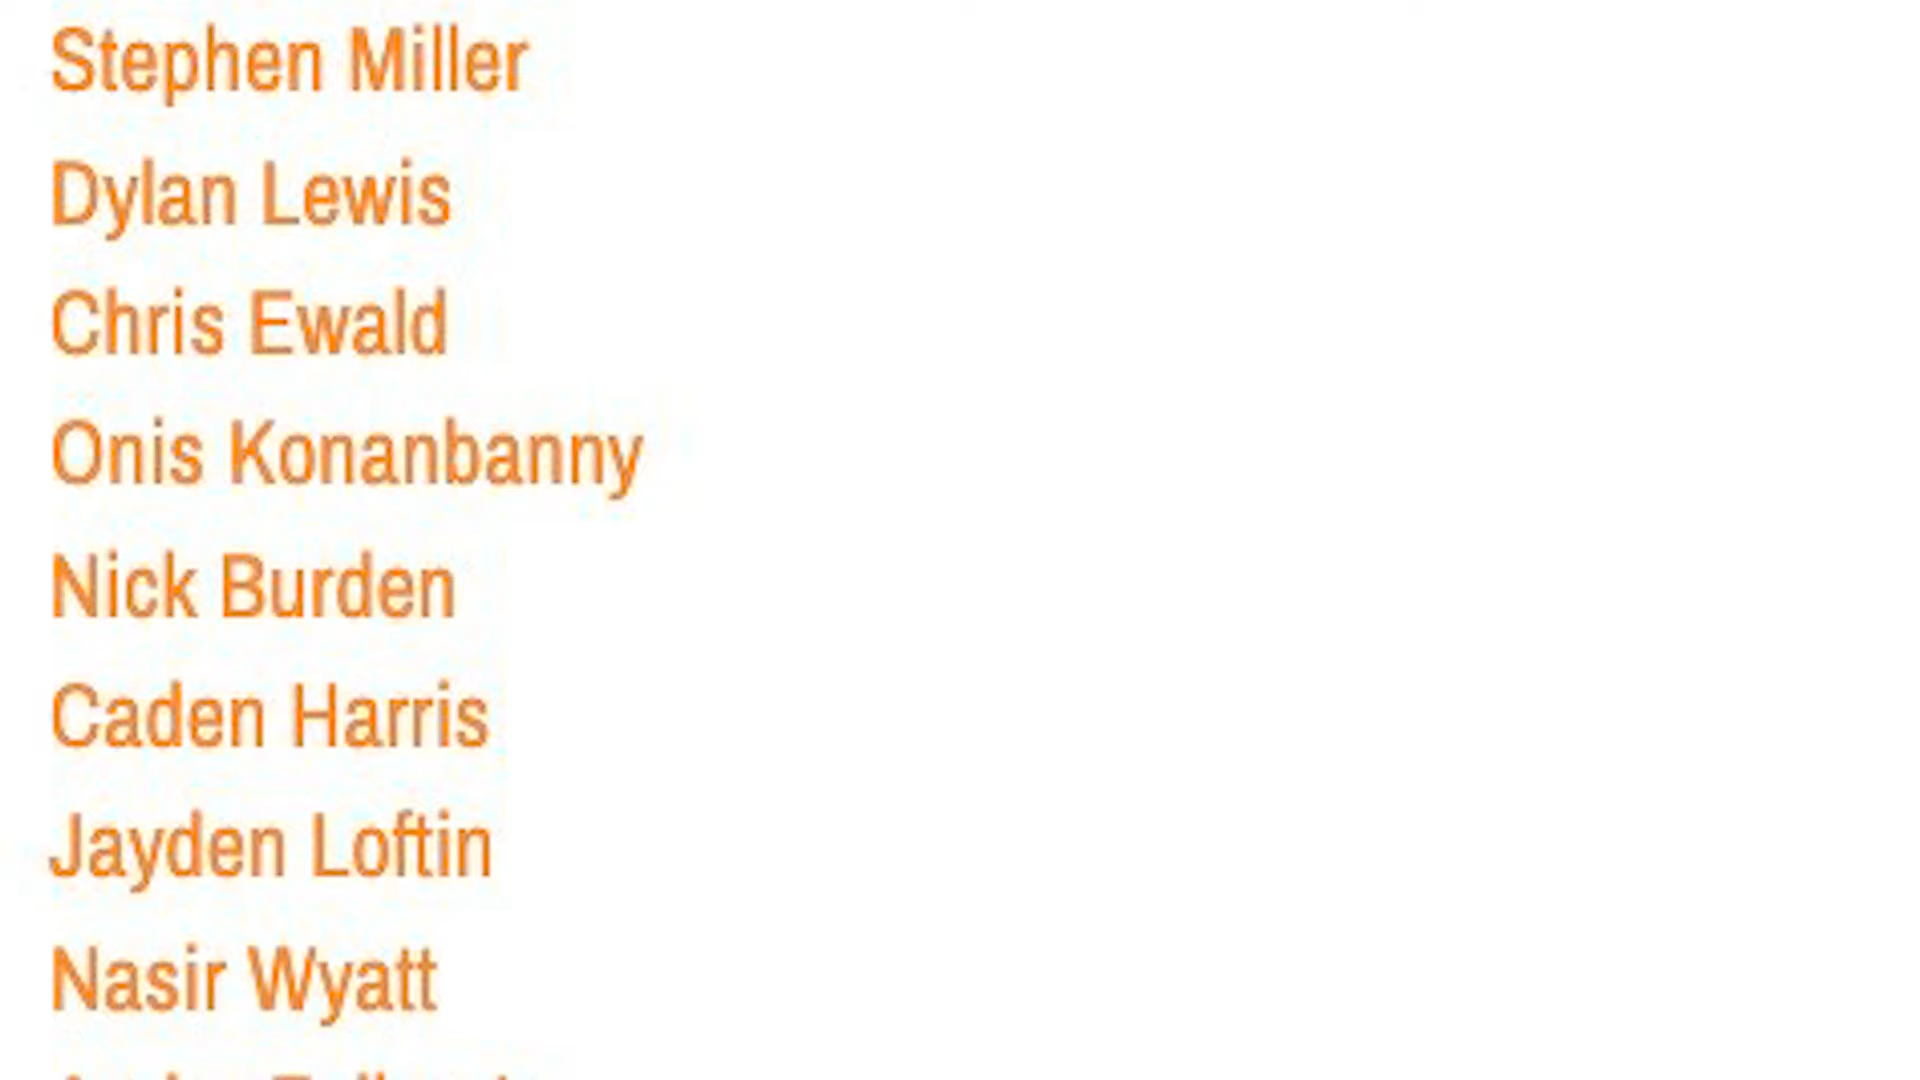 Stephen Miller
Dylan Lewis
Chris Ewald
Onis Konanbanny
Nick Burden
Caden Harris
Jayden Loftin
Nasir Wyatt